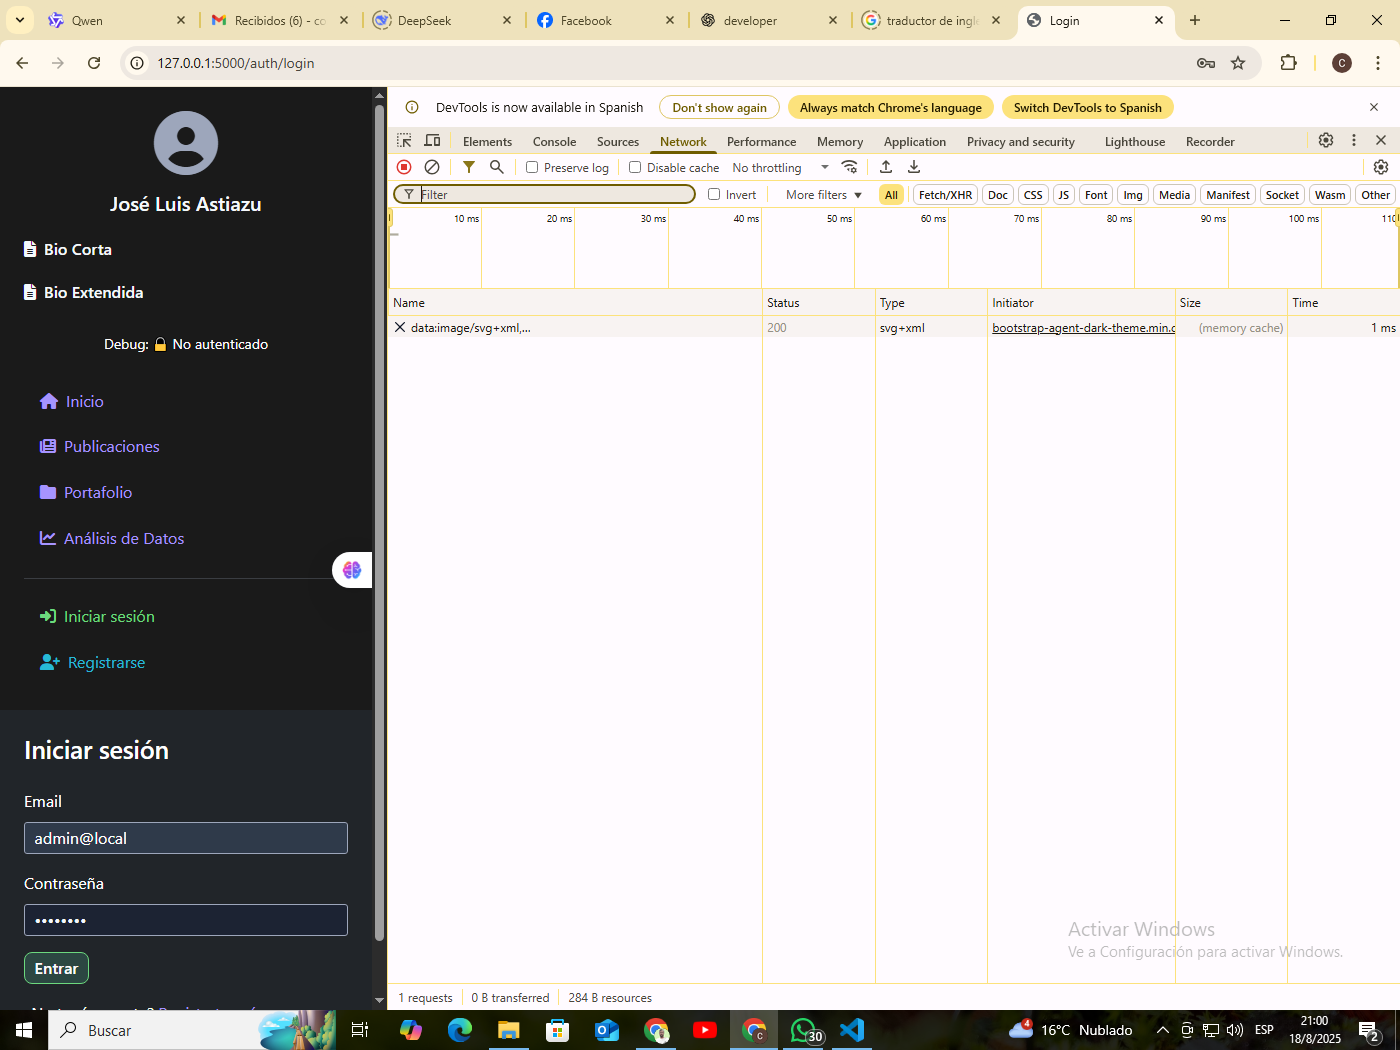 Qwen
Recibidos (6) - co
DeepSeek
Facebook
developer
traductor de ingle
Login
127.0.0.1:5000/auth/login
C
José Luis Astiazu
Bio Corta
Bio Extendida
Debug: 🔒 No autenticado
Inicio
Publicaciones
Portafolio
Análisis de Datos
Iniciar sesión
Registrarse
Iniciar sesión
Email
admin@local
Contraseña
••••••••
Entrar
DevTools is now available in Spanish
Don't show again
Always match Chrome's language
Switch DevTools to Spanish
Elements
Console
Sources
Network
Performance
Memory
Application
Privacy and security
Lighthouse
Recorder
Preserve log
Disable cache
No throttling
Filter
Invert
More filters
All
Fetch/XHR
Doc
CSS
JS
Font
Img
Media
Manifest
Socket
Wasm
Other
10 ms
20 ms
30 ms
40 ms
50 ms
60 ms
70 ms
80 ms
90 ms
100 ms
110
Name
Status
Type
Initiator
Size
Time
data:image/svg+xml,...
200
svg+xml
bootstrap-agent-dark-theme.min.c
(memory cache)
1 ms
Activar Windows
Ve a Configuración para activar Windows.
1 requests
0 B transferred
284 B resources
Buscar
C
30
4
16°C Nublado
ESP
21:00
18/8/2025
2